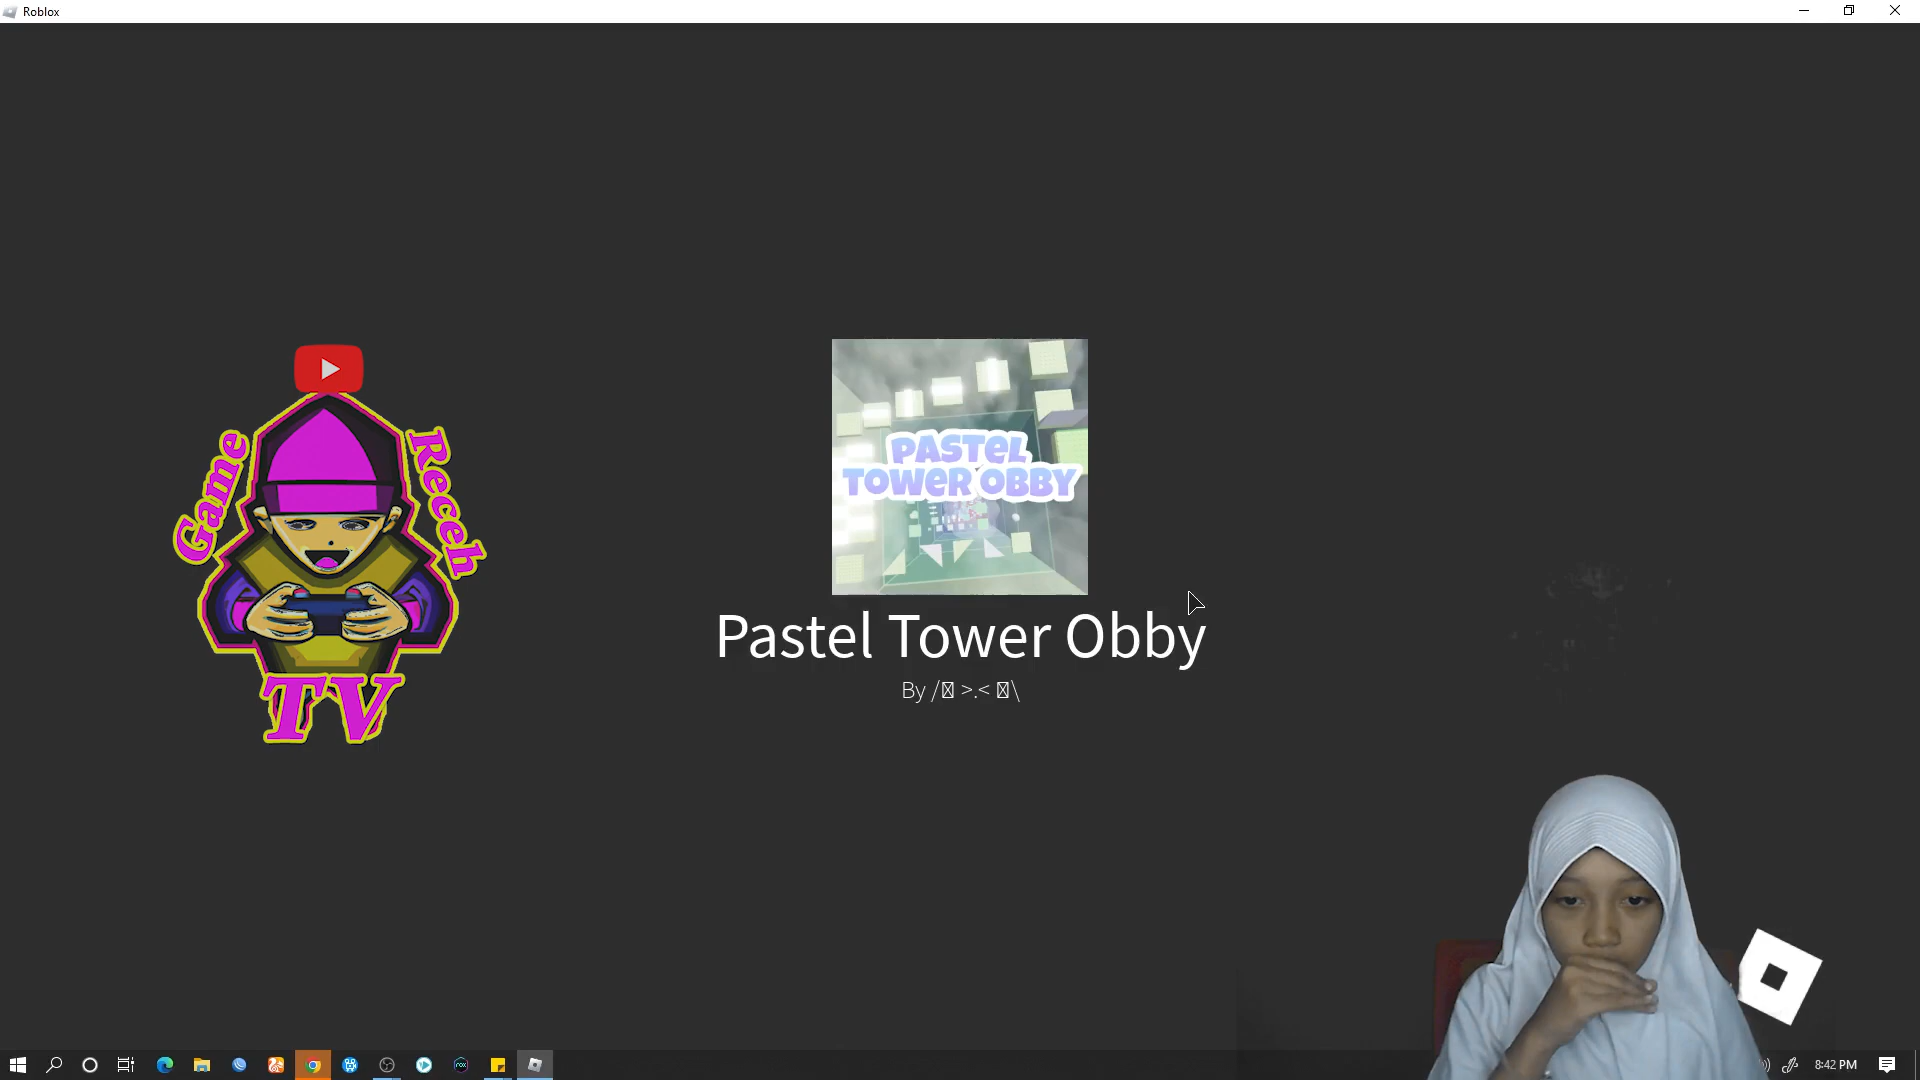 Roblox
Game
Receh
TV
PASTEL
TOWER OBBY
Pastel Tower Obby
By /▯ >.< ▯\
8:42 PM